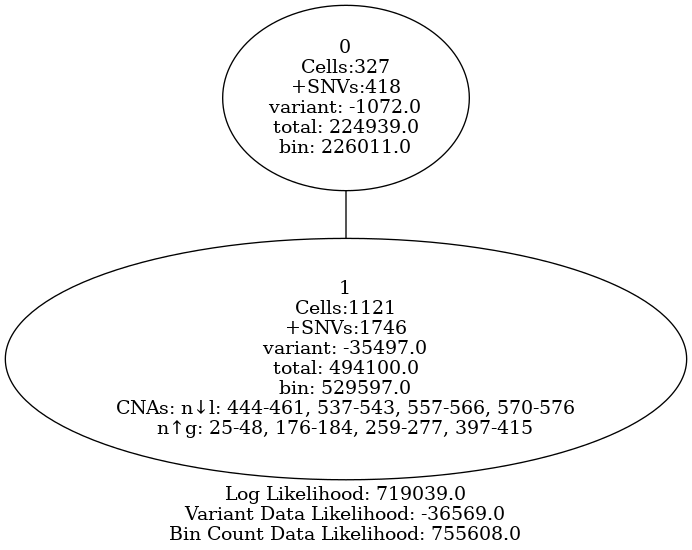 0
Cells:327
+SNVs:418
variant: -1072.0
total: 224939.0
bin: 226011.0
1
Cells:1121
+SNVs:1746
variant: -35497.0
total: 494100.0
bin: 529597.0
CNAs: n↓l: 444-461, 537-543, 557-566, 570-576
n↑g: 25-48, 176-184, 259-277, 397-415
Log Likelihood: 719039.0
Variant Data Likelihood: -36569.0
Bin Count Data Likelihood: 755608.0